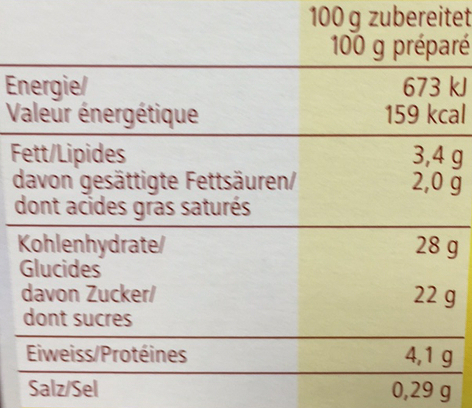 100 g zubereitet
100 g préparé
Energie/ 673 kJ
Valeur énergétique 159 kcal
Fett/Lipides 3,4 g
davon gesättigte Fettsäuren/ 2,0 g
dont acides gras saturés
Kohlenhydrate/ 28 g
Glucides
davon Zucker/ 22 g
dont sucres
Eiweiss/Protéines 4,1 g
Salz/Sel 0,29 g